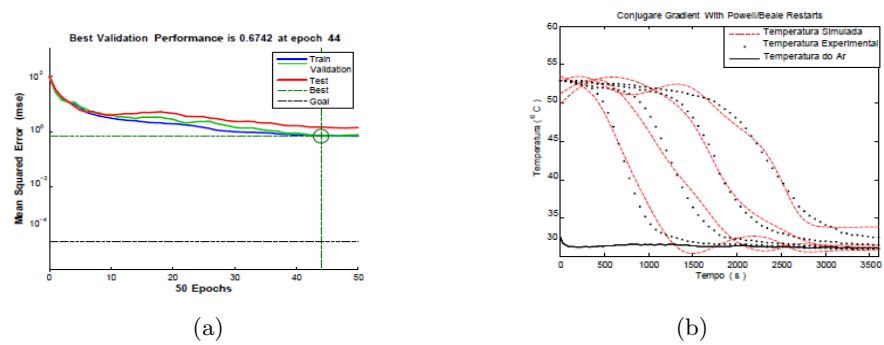 Best Validation Performance is 0.6742 at epoch 44
Mean Squared Error (mse)
10^2
10^0
10^-2
10^-4
Train
Validation
Test
Best
Goal
0
10
20
30
40
50
50 Epochs
(a)
Conjugare Gradient With Powell/Beale Restarts
Temperatura (°C)
60
55
50
45
40
35
30
Temperatura Simulada
Temperatura Experimental
Temperatura do Ar
0
500
1000
1500
2000
2500
3000
3500
Tempo ( s )
(b)